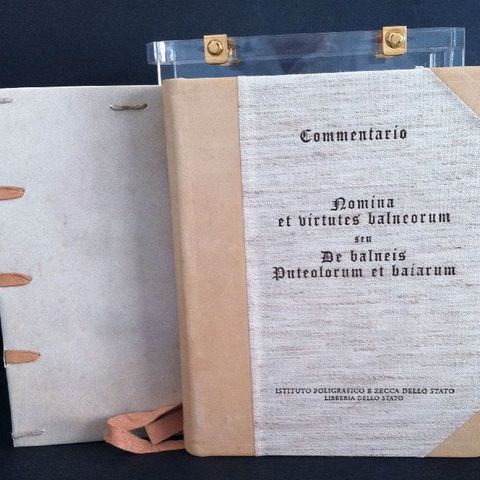 Commentario
Nomina
et virtutes balneorum
seu
De balneis
Puteolorum et baiarum
ISTITUTO POLIGRAFICO E ZECCA DELLO STATO
LIBRERIA DELLO STATO